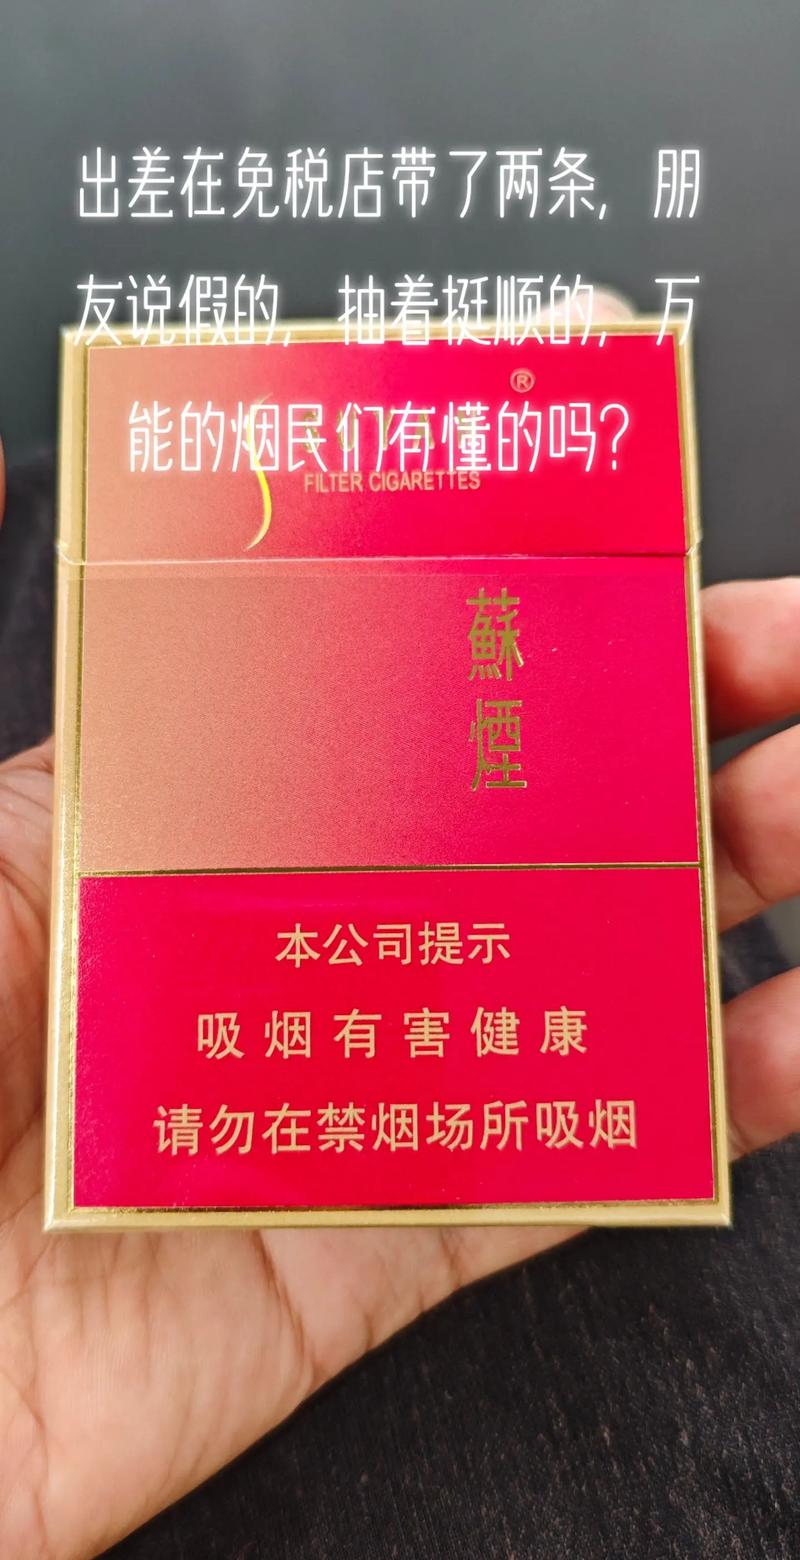 出差在免税店带了两条，朋
友说假的，抽着挺顺的，万
能的烟民们有懂的吗？
®
FILTER CIGARETTES
蘇
煙
本公司提示
吸烟有害健康
请勿在禁烟场所吸烟